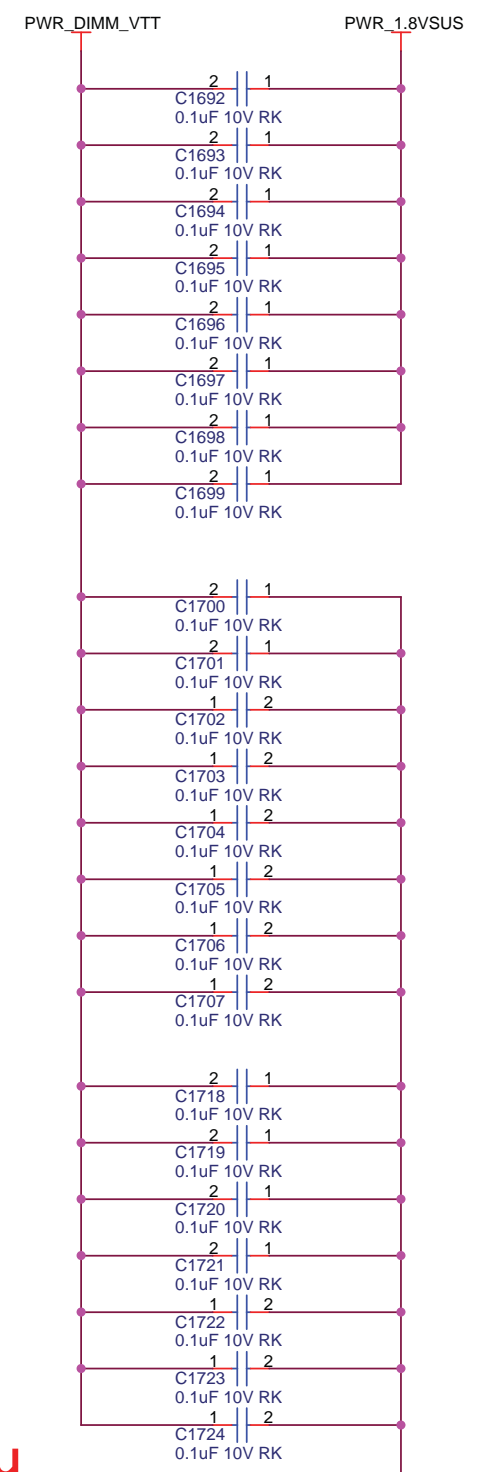 PWR_DIMM_VTT PWR_1.8VSUS
2 1
C1692
0.1uF 10V RK
2 1
C1693
0.1uF 10V RK
2 1
C1694
0.1uF 10V RK
2 1
C1695
0.1uF 10V RK
2 1
C1696
0.1uF 10V RK
2 1
C1697
0.1uF 10V RK
2 1
C1698
0.1uF 10V RK
2 1
C1699
0.1uF 10V RK
2 1
C1700
0.1uF 10V RK
2 1
C1701
0.1uF 10V RK
1 2
C1702
0.1uF 10V RK
1 2
C1703
0.1uF 10V RK
1 2
C1704
0.1uF 10V RK
1 2
C1705
0.1uF 10V RK
1 2
C1706
0.1uF 10V RK
1 2
C1707
0.1uF 10V RK
2 1
C1718
0.1uF 10V RK
2 1
C1719
0.1uF 10V RK
2 1
C1720
0.1uF 10V RK
2 1
C1721
0.1uF 10V RK
1 2
C1722
0.1uF 10V RK
1 2
C1723
0.1uF 10V RK
1 2
C1724
0.1uF 10V RK